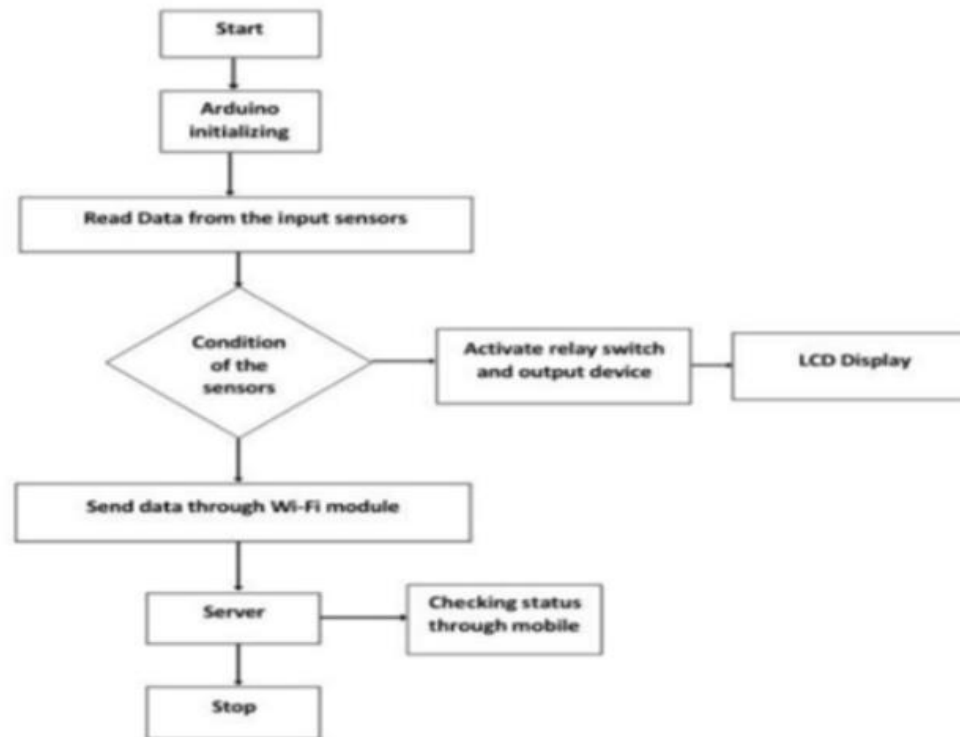 Start
Arduino
initializing
Read Data from the input sensors
Condition
of the
sensors
Activate relay switch
and output device
LCD Display
Send data through Wi-Fi module
Server
Checking status
through mobile
Stop